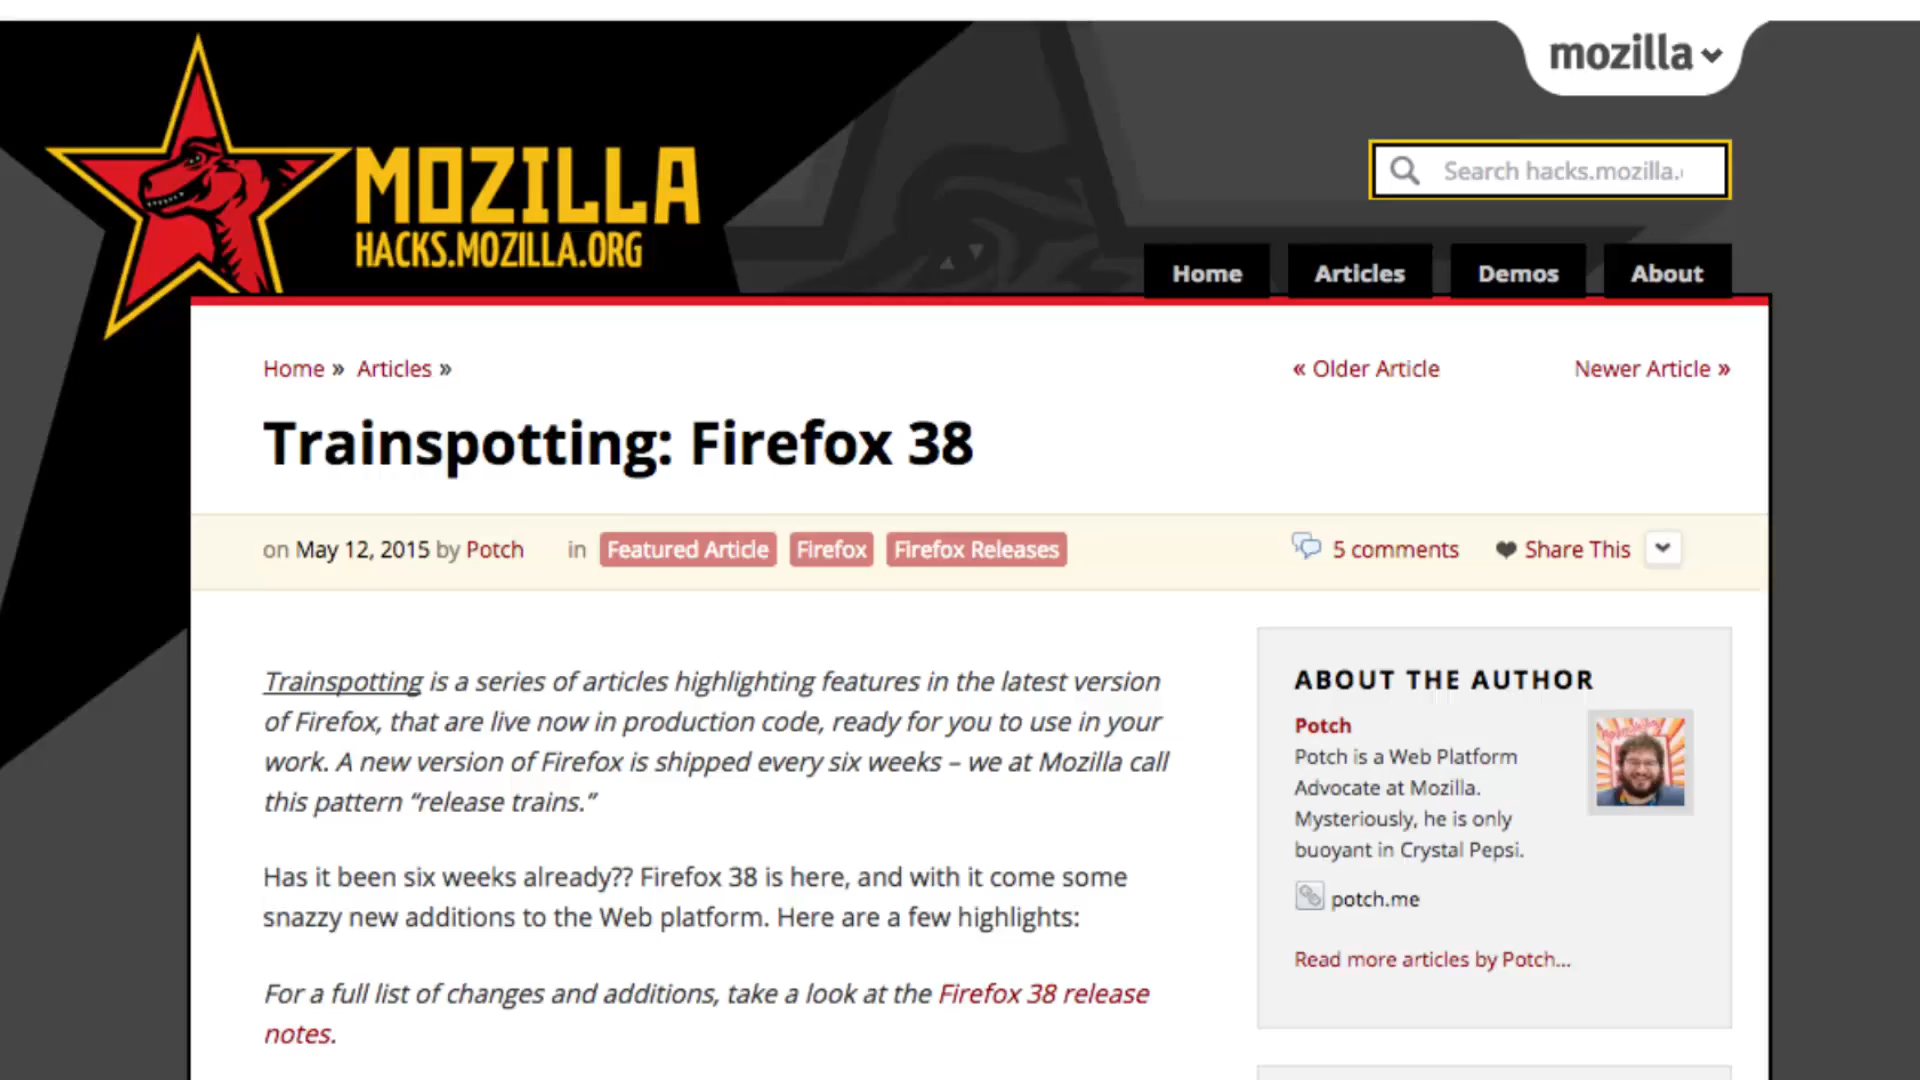 mozilla
MOZILLA
HACKS.MOZILLA.ORG
Search hacks.mozilla.
Home
Articles
Demos
About
Home » Articles »
« Older Article
Newer Article »
Trainspotting: Firefox 38
on May 12, 2015 by Potch in Featured Article Firefox Firefox Releases
5 comments
Share This
Trainspotting is a series of articles highlighting features in the latest version
of Firefox, that are live now in production code, ready for you to use in your
work. A new version of Firefox is shipped every six weeks – we at Mozilla call
this pattern “release trains.”
Has it been six weeks already?? Firefox 38 is here, and with it come some
snazzy new additions to the Web platform. Here are a few highlights:
For a full list of changes and additions, take a look at the Firefox 38 release
notes.
ABOUT THE AUTHOR
Potch
Potch is a Web Platform
Advocate at Mozilla.
Mysteriously, he is only
buoyant in Crystal Pepsi.
potch.me
Read more articles by Potch...